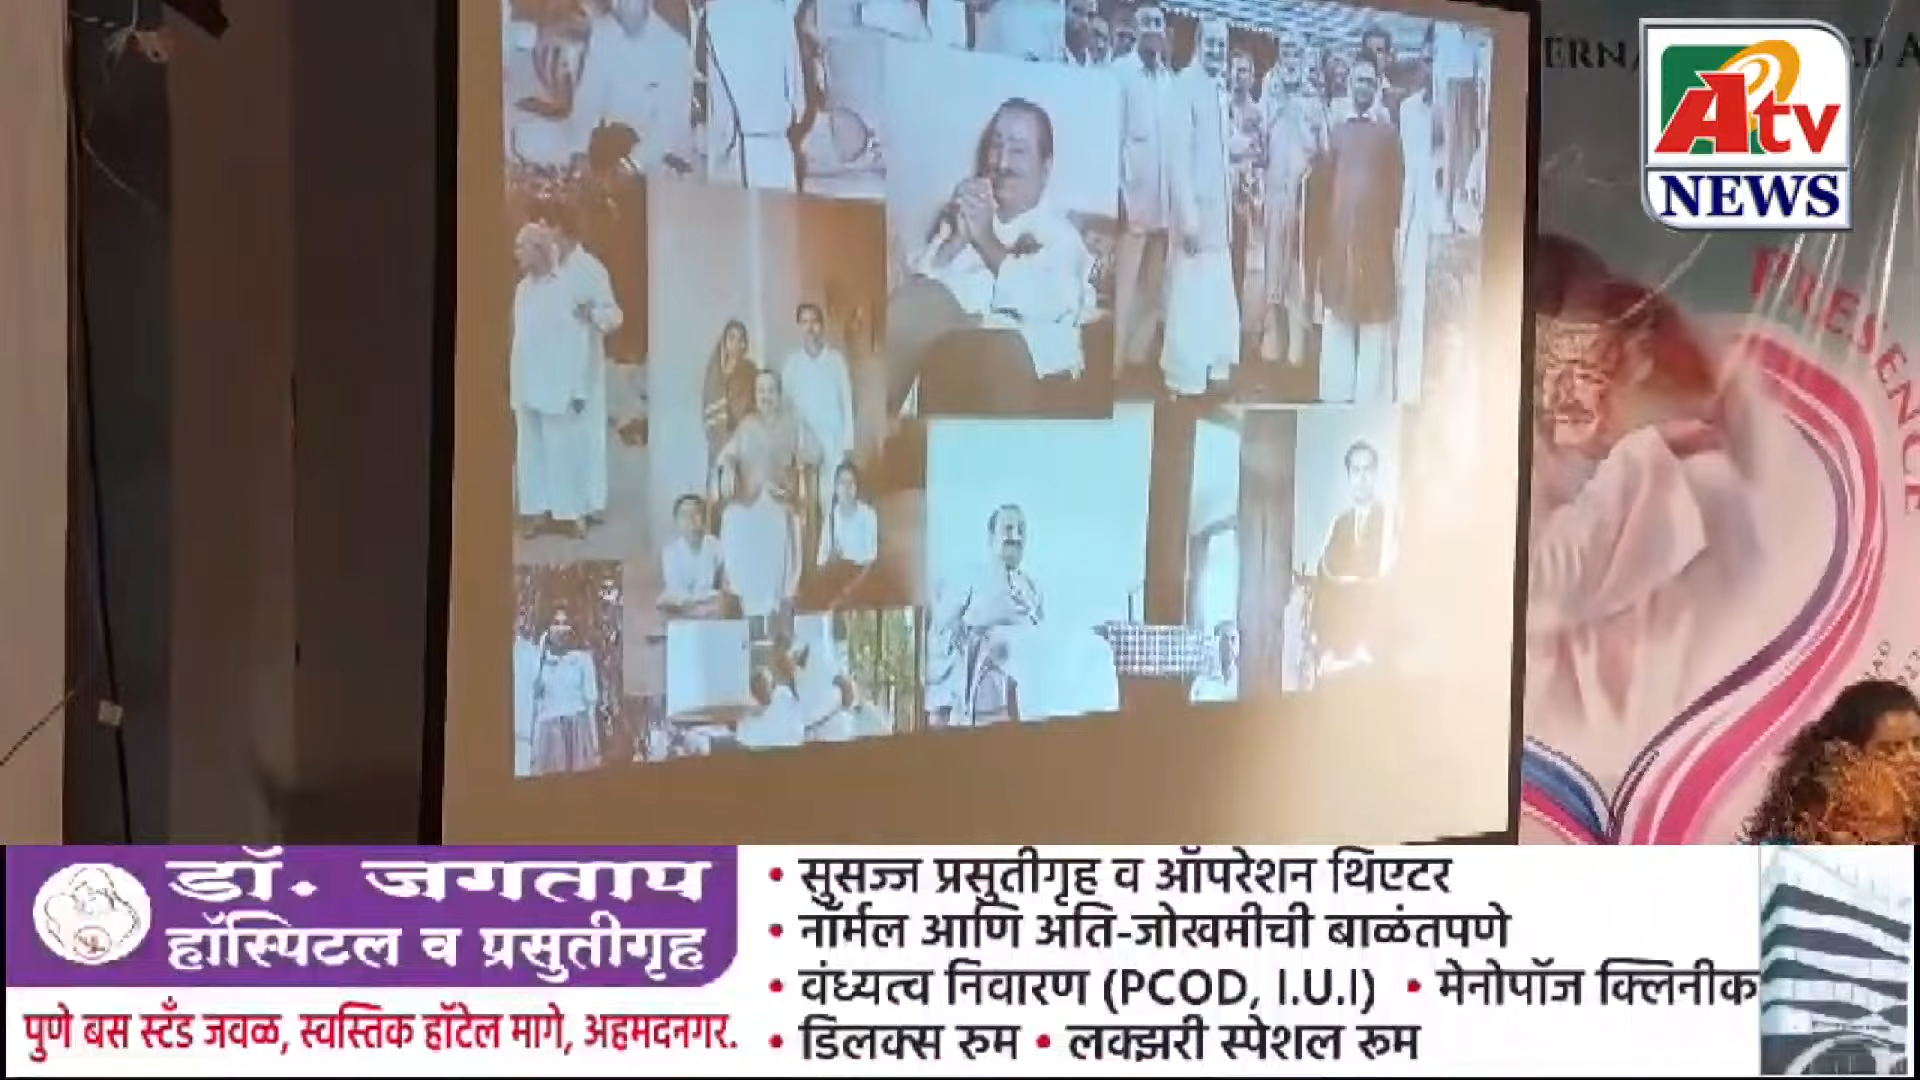 Atv
NEWS
PRESENCE
डॉ. जगताप
हॉस्पिटल व प्रसुतीगृह
पुणे बस स्टँड जवळ, स्वस्तिक हॉटेल मागे, अहमदनगर.
• सुसज्ज प्रसुतीगृह व ऑपरेशन थिएटर
• नॉर्मल आणि अति-जोखमीची बाळंतपणे
• वंध्यत्व निवारण (PCOD, I.U.I) • मेनोपॉज क्लिनीक
• डिलक्स रुम • लक्झरी स्पेशल रूम